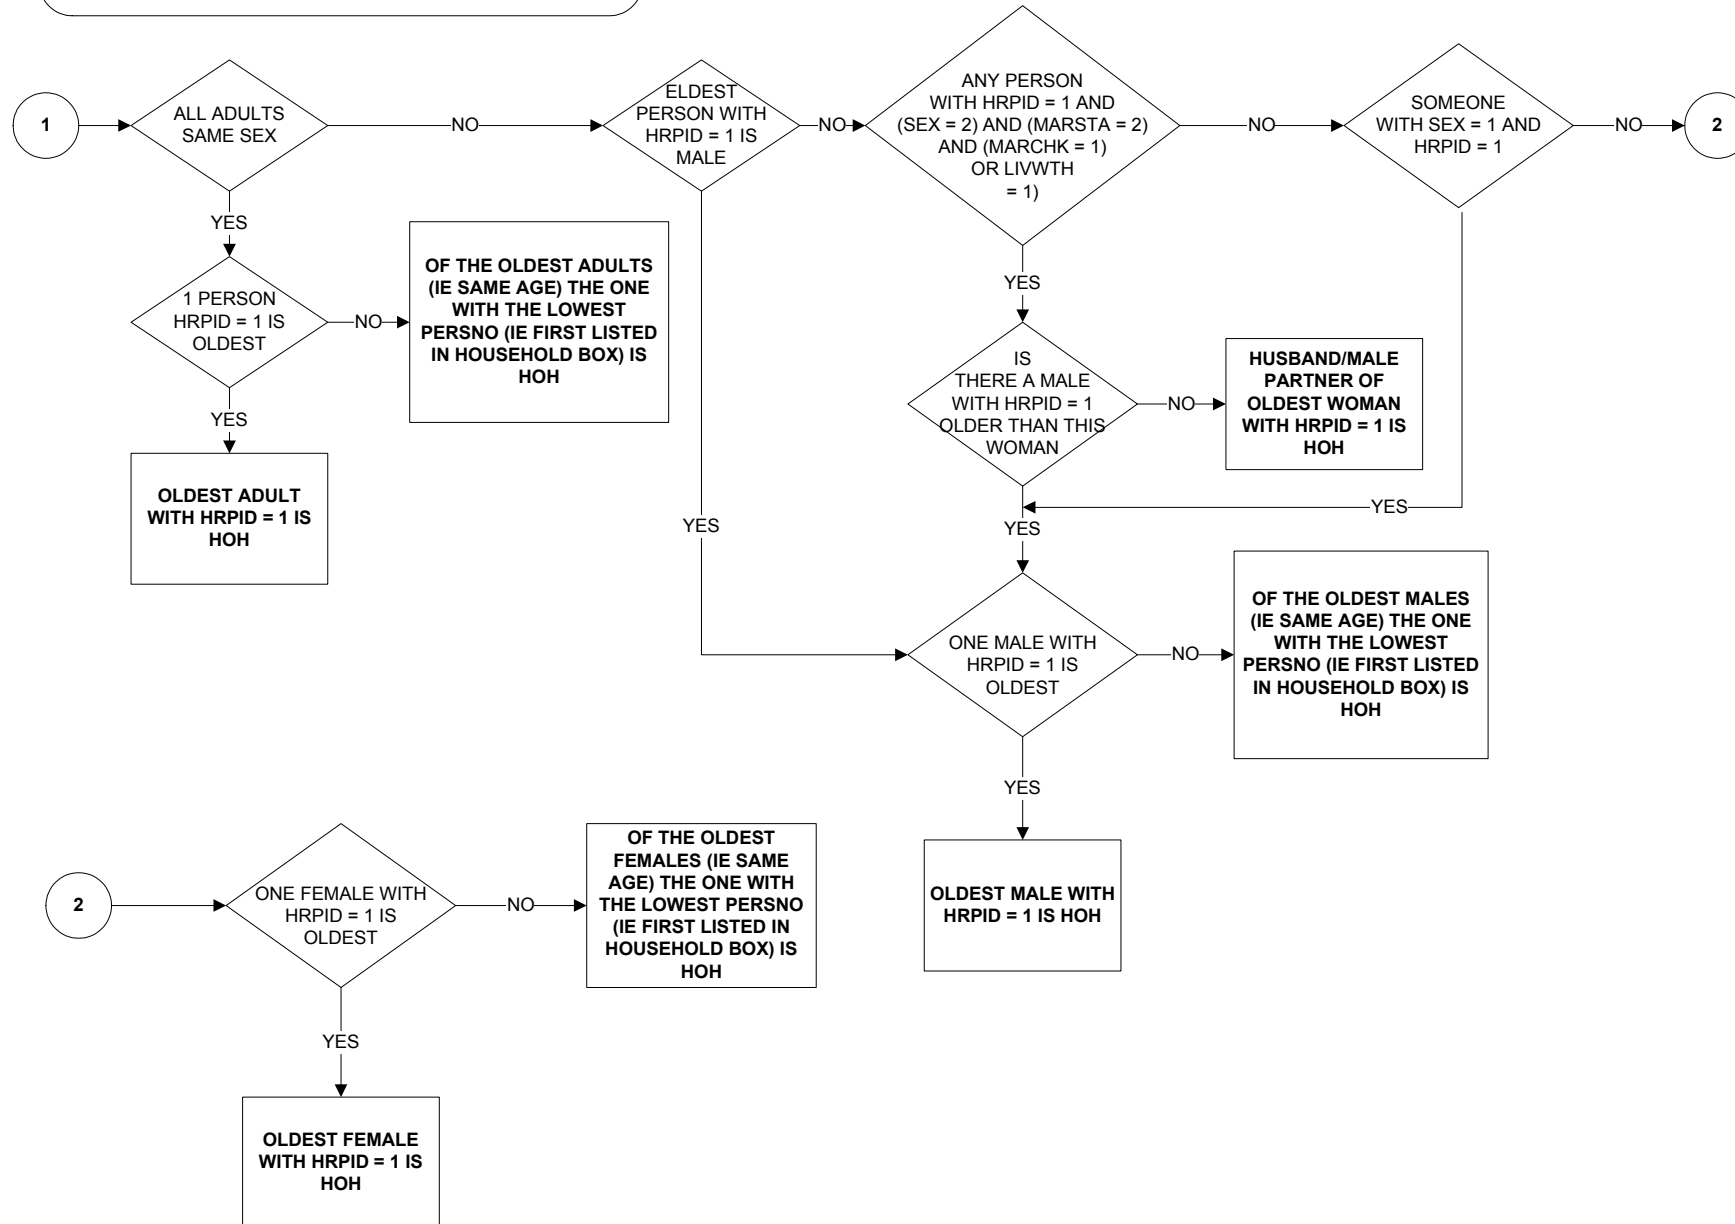 1
ALL ADULTS
SAME SEX
NO
ELDEST
PERSON WITH
HRPID = 1 IS
MALE
NO
ANY PERSON
WITH HRPID = 1 AND
(SEX = 2) AND (MARSTA = 2)
AND (MARCHK = 1)
OR LIVWTH
= 1)
NO
SOMEONE
WITH SEX = 1 AND
HRPID = 1
NO
2
YES
1 PERSON
HRPID = 1 IS
OLDEST
NO
OF THE OLDEST ADULTS
(IE SAME AGE) THE ONE
WITH THE LOWEST
PERSNO (IE FIRST LISTED
IN HOUSEHOLD BOX) IS
HOH
YES
OLDEST ADULT
WITH HRPID = 1 IS
HOH
YES
YES
IS
THERE A MALE
WITH HRPID = 1
OLDER THAN THIS
WOMAN
NO
HUSBAND/MALE
PARTNER OF
OLDEST WOMAN
WITH HRPID = 1 IS
HOH
YES
YES
ONE MALE WITH
HRPID = 1 IS
OLDEST
NO
OF THE OLDEST MALES
(IE SAME AGE) THE ONE
WITH THE LOWEST
PERSNO (IE FIRST LISTED
IN HOUSEHOLD BOX) IS
HOH
YES
OLDEST MALE WITH
HRPID = 1 IS HOH
2
ONE FEMALE WITH
HRPID = 1 IS
OLDEST
NO
OF THE OLDEST
FEMALES (IE SAME
AGE) THE ONE WITH
THE LOWEST PERSNO
(IE FIRST LISTED IN
HOUSEHOLD BOX) IS
HOH
YES
OLDEST FEMALE
WITH HRPID = 1 IS
HOH